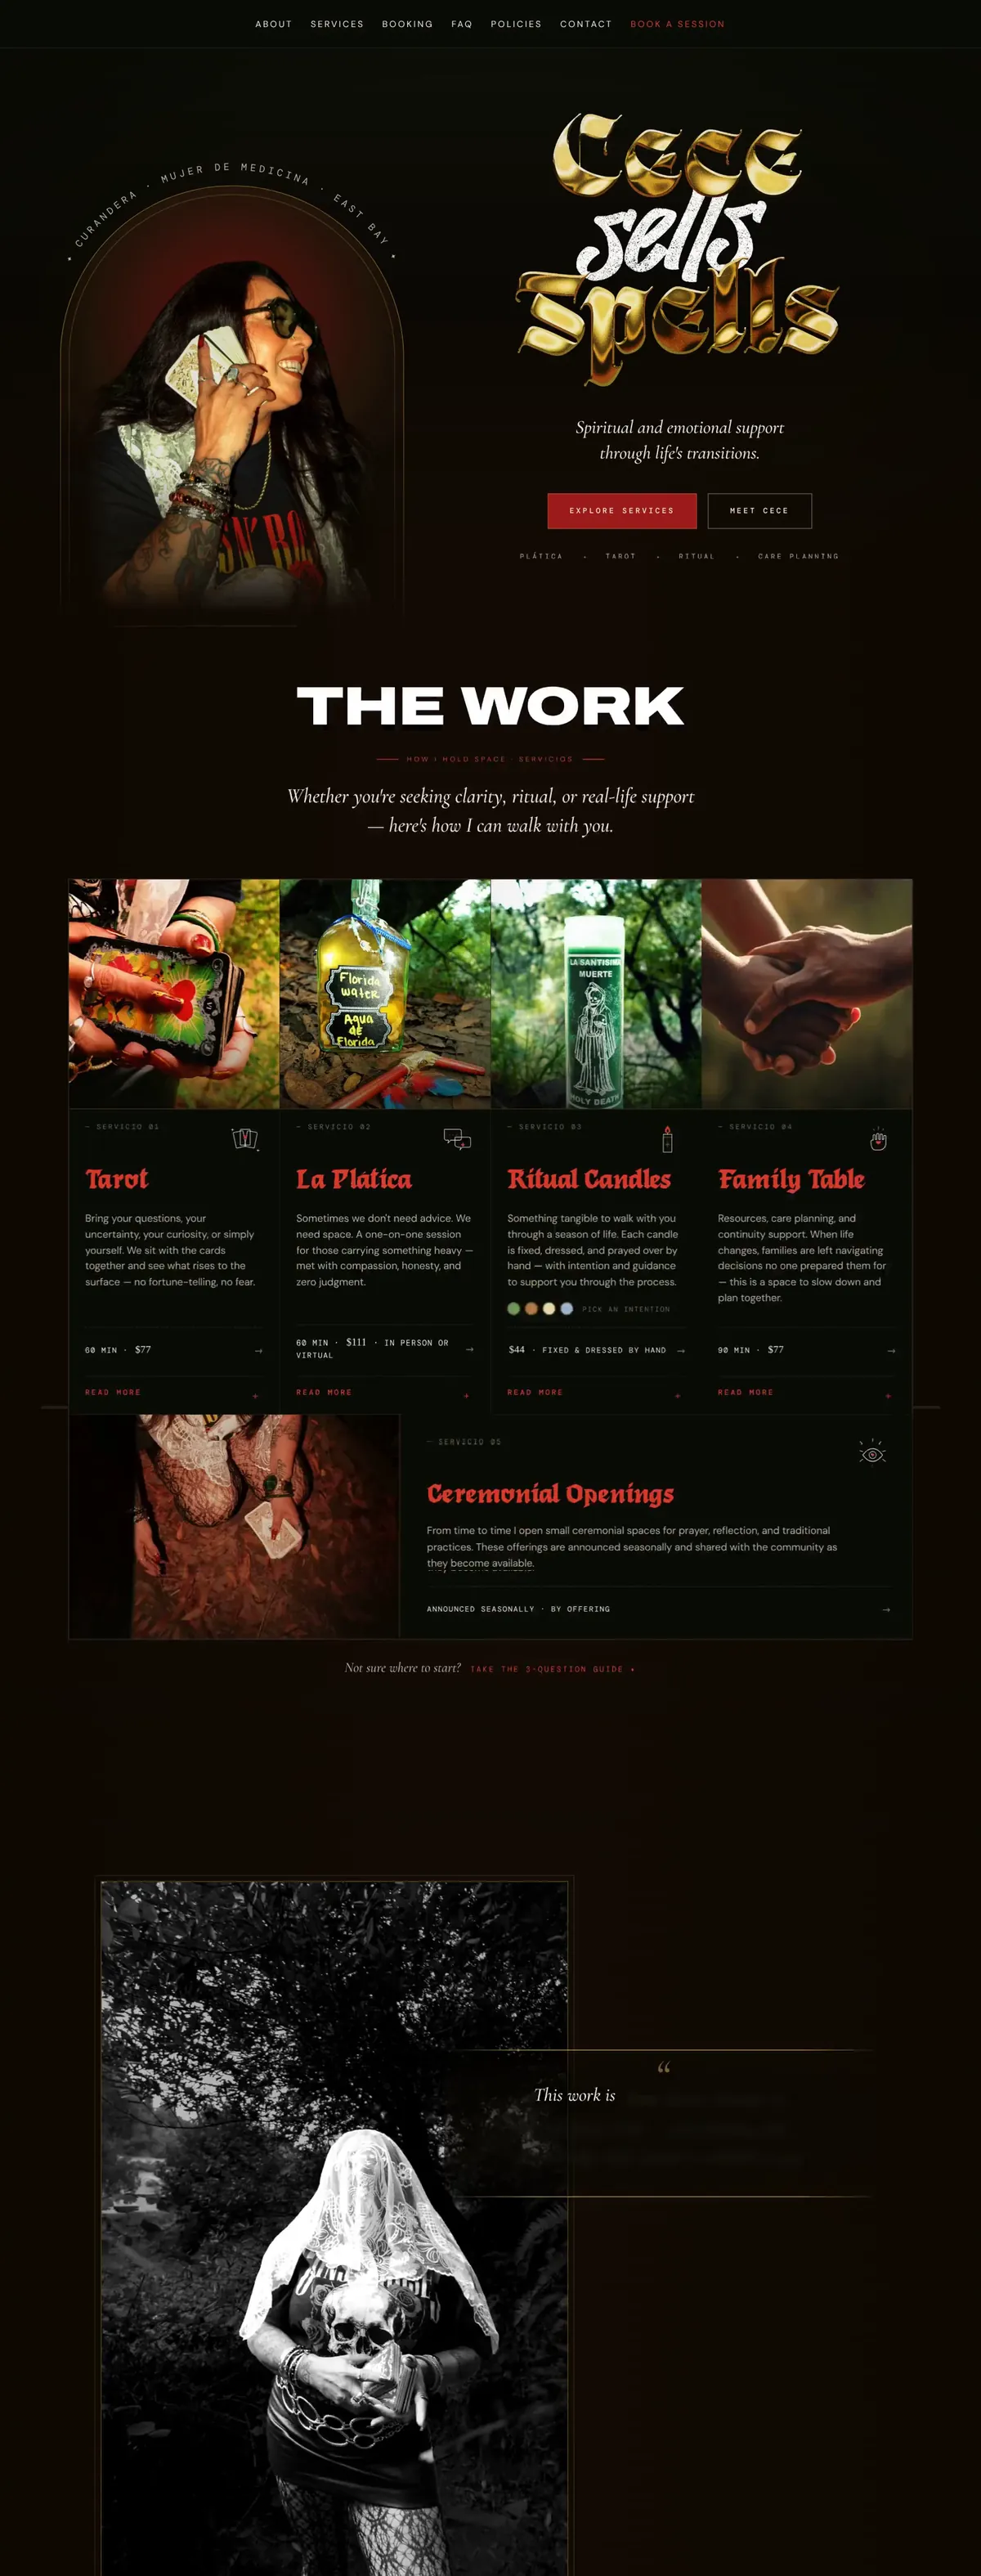 ABOUT SERVICES BOOKING FAQ POLICIES CONTACT BOOK A SESSION
CURANDERA · MUJER DE MEDICINA · EAST BAY
Cece
sells
Spells
SN' RO
Spiritual and emotional support
through life's transitions.
EXPLORE SERVICES MEET CECE
PLÁTICA · TAROT · RITUAL · CARE PLANNING
THE WORK
HOW I HOLD SPACE · SERVICIOS
Whether you're seeking clarity, ritual, or real-life support
— here's how I can walk with you.
Florida
water
Agua
de
Florida
LA SANTISIMA
MUERTE
HOLY DEATH
— SERVICIO 01
Tarot
Bring your questions, your
uncertainty, your curiosity, or simply
yourself. We sit with the cards
together and see what rises to the
surface — no fortune-telling, no fear.
60 MIN · $77 →
READ MORE +
— SERVICIO 02
La Plática
Sometimes we don't need advice. We
need space. A one-on-one session
for those carrying something heavy —
met with compassion, honesty, and
zero judgment.
60 MIN · $111 · IN PERSON OR
VIRTUAL →
READ MORE +
— SERVICIO 03
Ritual Candles
Something tangible to walk with you
through a season of life. Each candle
is fixed, dressed, and prayed over by
hand — with intention and guidance
to support you through the process.
PICK AN INTENTION
$44 · FIXED & DRESSED BY HAND →
READ MORE +
— SERVICIO 04
Family Table
Resources, care planning, and
continuity support. When life
changes, families are left navigating
decisions no one prepared them for
— this is a space to slow down and
plan together.
90 MIN · $77 →
READ MORE +
— SERVICIO 05
Ceremonial Openings
From time to time I open small ceremonial spaces for prayer, reflection, and traditional
practices. These offerings are announced seasonally and shared with the community as
they become available.
ANNOUNCED SEASONALLY · BY OFFERING →
Not sure where to start? TAKE THE 3-QUESTION GUIDE
“
This work is